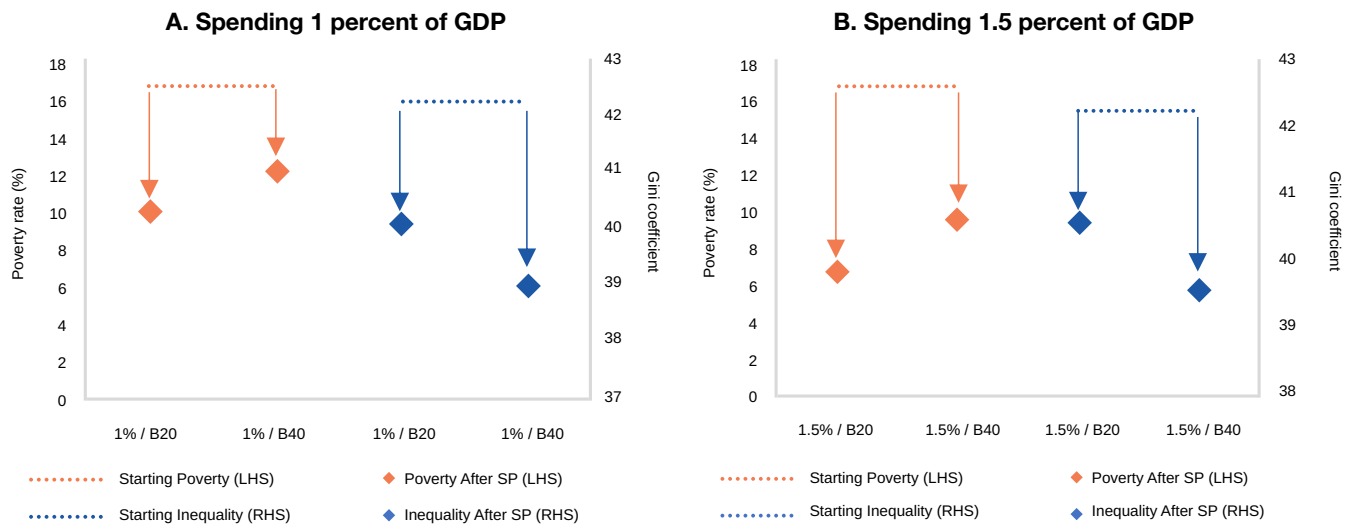 A. Spending 1 percent of GDP
18
16
14
12
10
8
6
4
2
0
Poverty rate (%)
43
42
41
40
39
38
37
Gini coefficient
1% / B20
1% / B40
1% / B20
1% / B40
Starting Poverty (LHS)
Poverty After SP (LHS)
Starting Inequality (RHS)
Inequality After SP (RHS)
B. Spending 1.5 percent of GDP
18
16
14
12
10
8
6
4
2
0
Poverty rate (%)
43
42
41
40
39
38
Gini coefficient
1.5% / B20
1.5% / B40
1.5% / B20
1.5% / B40
Starting Poverty (LHS)
Poverty After SP (LHS)
Starting Inequality (RHS)
Inequality After SP (RHS)